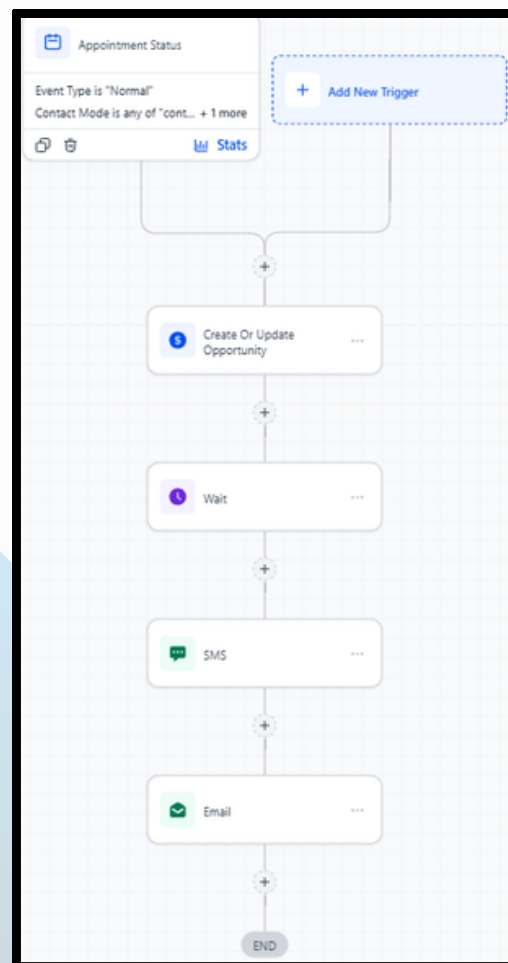 Appointment Status
Event Type is "Normal"
Contact Mode is any of "cont... + 1 more
Stats
Add New Trigger
Create Or Update
Opportunity
Wait
SMS
Email
END